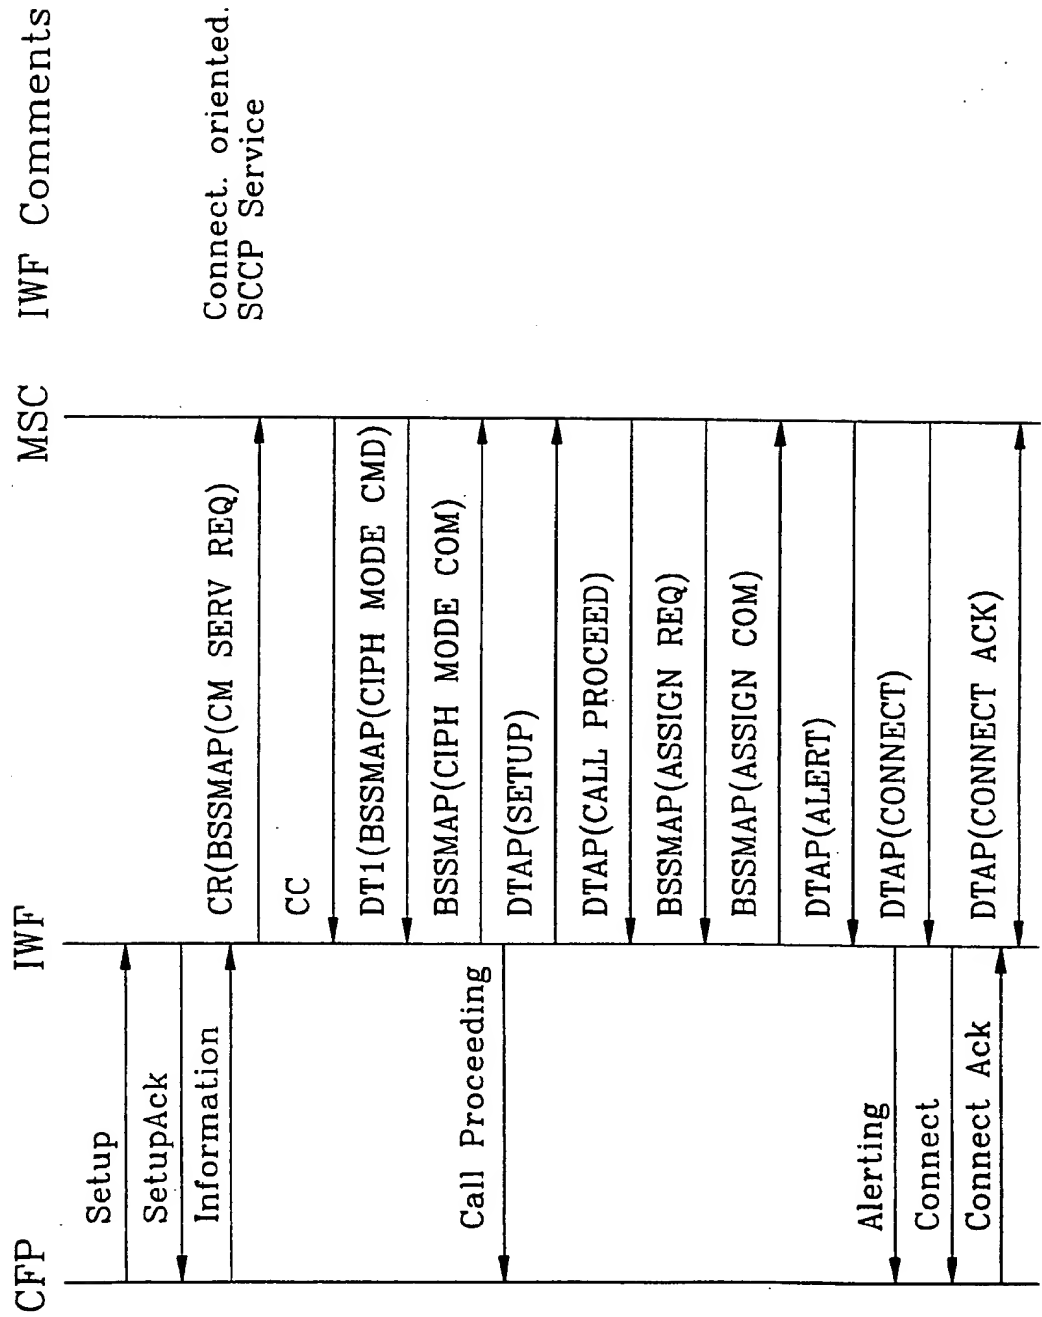 CFP
IWF
MSC
IWF Comments
Setup
SetupAck
Information
CR(BSSMAP(CM SERV REQ)
Connect. oriented.
SCCP Service
CC
DT1(BSSMAP(CIPH MODE CMD)
BSSMAP(CIPH MODE COM)
Call Proceeding
DTAP(SETUP)
DTAP(CALL PROCEED)
BSSMAP(ASSIGN REQ)
BSSMAP(ASSIGN COM)
DTAP(ALERT)
Alerting
DTAP(CONNECT)
Connect
Connect Ack
DTAP(CONNECT ACK)